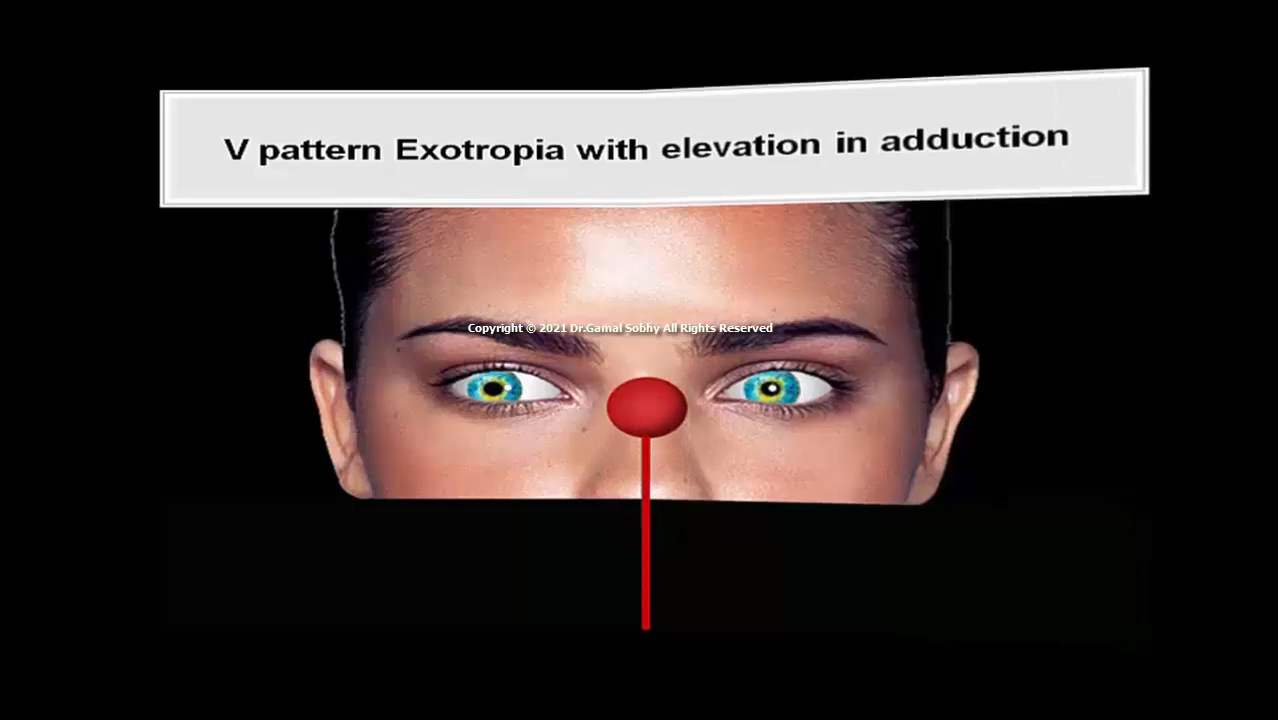 V pattern Exotropia with elevation in adduction
Copyright © 2021 Dr.Gamal Sobhy All Rights Reserved